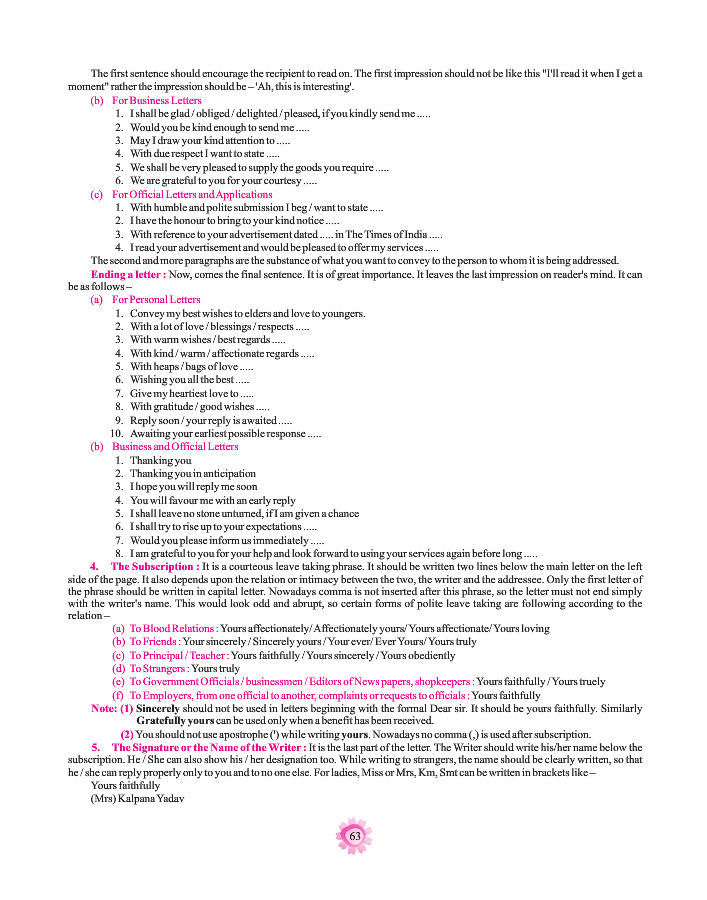 The first sentence should encourage the recipient to read on. The first impression should not be like this "I'll read it when I get a
moment" rather the impression should be – 'Ah, this is interesting'.
(b) For Business Letters
1. I shall be glad / obliged / delighted / pleased, if you kindly send me .....
2. Would you be kind enough to send me .....
3. May I draw your kind attention to .....
4. With due respect I want to state .....
5. We shall be very pleased to supply the goods you require .....
6. We are grateful to you for your courtesy .....
(c) For Official Letters and Applications
1. With humble and polite submission I beg / want to state .....
2. I have the honour to bring to your kind notice .....
3. With reference to your advertisement dated ..... in The Times of India .....
4. I read your advertisement and would be pleased to offer my services .....
The second and more paragraphs are the substance of what you want to convey to the person to whom it is being addressed.
Ending a letter : Now, comes the final sentence. It is of great importance. It leaves the last impression on reader's mind. It can
be as follows –
(a) For Personal Letters
1. Convey my best wishes to elders and love to youngers.
2. With a lot of love / blessings / respects .....
3. With warm wishes / best regards .....
4. With kind / warm / affectionate regards .....
5. With heaps / bags of love .....
6. Wishing you all the best .....
7. Give my heartiest love to .....
8. With gratitude / good wishes .....
9. Reply soon / your reply is awaited .....
10. Awaiting your earliest possible response .....
(b) Business and Official Letters
1. Thanking you
2. Thanking you in anticipation
3. I hope you will reply me soon
4. You will favour me with an early reply
5. I shall leave no stone unturned, if I am given a chance
6. I shall try to rise up to your expectations .....
7. Would you please inform us immediately .....
8. I am grateful to you for your help and look forward to using your services again before long .....
4. The Subscription : It is a courteous leave taking phrase. It should be written two lines below the main letter on the left
side of the page. It also depends upon the relation or intimacy between the two, the writer and the addressee. Only the first letter of
the phrase should be written in capital letter. Nowadays comma is not inserted after this phrase, so the letter must not end simply
with the writer's name. This would look odd and abrupt, so certain forms of polite leave taking are following according to the
relation –
(a) To Blood Relations : Yours affectionately/ Affectionately yours/ Yours affectionate/ Yours loving
(b) To Friends : Your sincerely / Sincerely yours / Your ever/ Ever Yours/ Yours truly
(c) To Principal / Teacher : Yours faithfully / Yours sincerely / Yours obediently
(d) To Strangers : Yours truly
(e) To Government Officials / businessmen / Editors of News papers, shopkeepers : Yours faithfully / Yours truely
(f) To Employers, from one official to another, complaints or requests to officials : Yours faithfully
Note: (1) Sincerely should not be used in letters beginning with the formal Dear sir. It should be yours faithfully. Similarly
Gratefully yours can be used only when a benefit has been received.
(2) You should not use apostrophe (') while writing yours. Nowadays no comma (,) is used after subscription.
5. The Signature or the Name of the Writer : It is the last part of the letter. The Writer should write his/her name below the
subscription. He / She can also show his / her designation too. While writing to strangers, the name should be clearly written, so that
he / she can reply properly only to you and to no one else. For ladies, Miss or Mrs, Km, Smt can be written in brackets like –
Yours faithfully
(Mrs) Kalpana Yadav
63